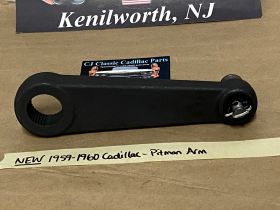 Kenilworth, NJ
CJ Classic Cadillac Parts
NEW 1959-1960 Cadillac - Pitman Arm